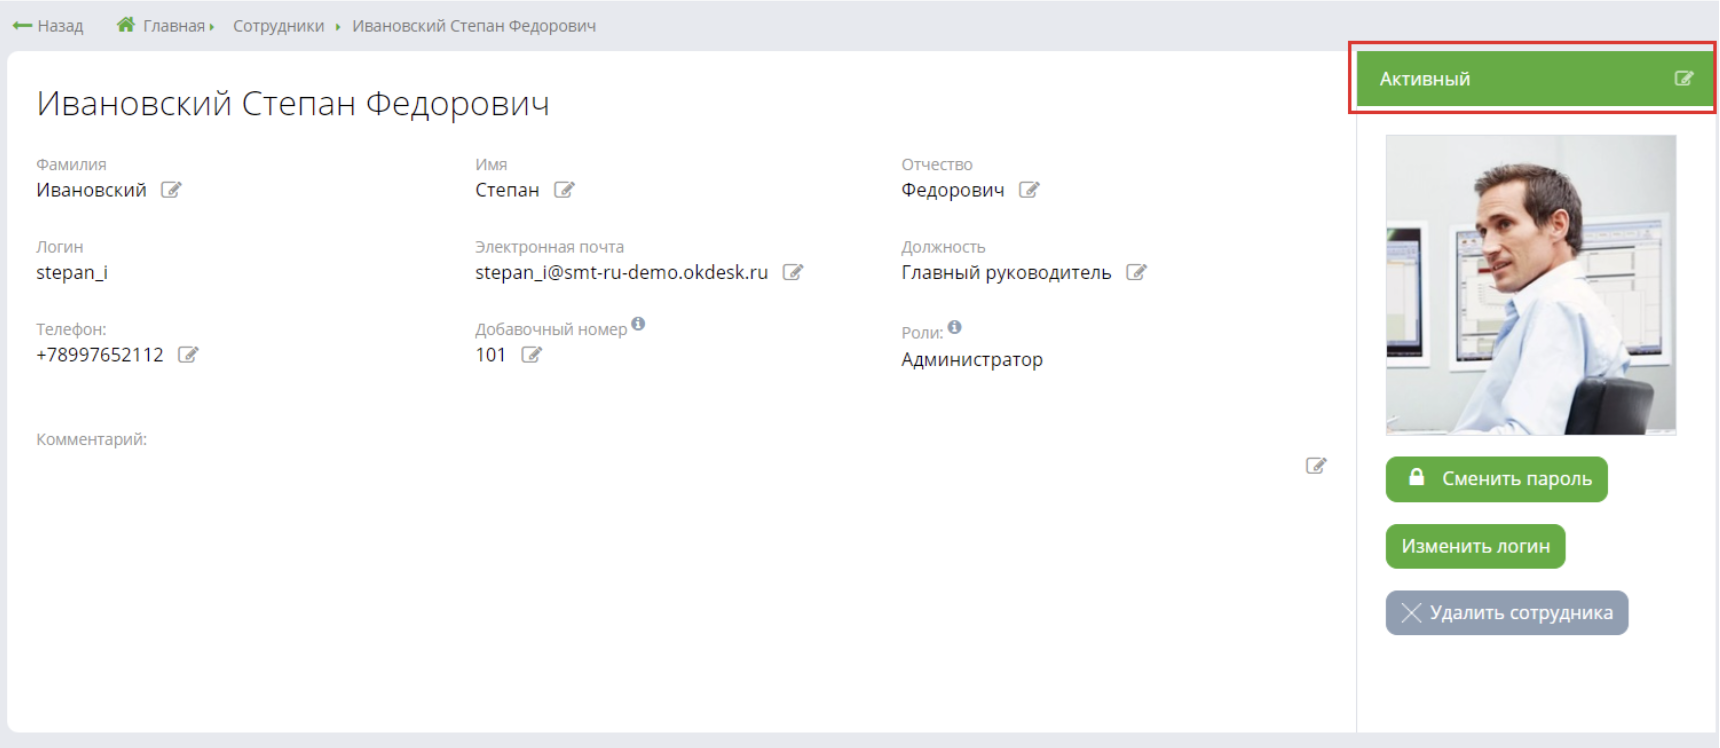 Назад Главная Сотрудники Ивановский Степан Федорович
Активный
Ивановский Степан Федорович
Фамилия Имя Отчество
Ивановский Степан Федорович
Логин Электронная почта Должность
stepan_i stepan_i@smt-ru-demo.okdesk.ru Главный руководитель
Телефон: Добавочный номер Роли:
+78997652112 101 Администратор
Комментарий:
Сменить пароль
Изменить логин
Удалить сотрудника